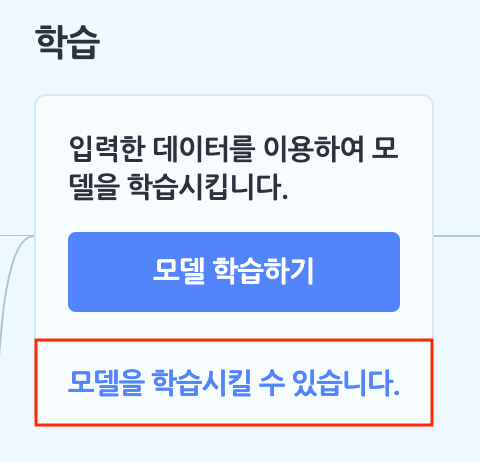 학습
입력한 데이터를 이용하여 모
델을 학습시킵니다.
모델 학습하기
모델을 학습시킬 수 있습니다.